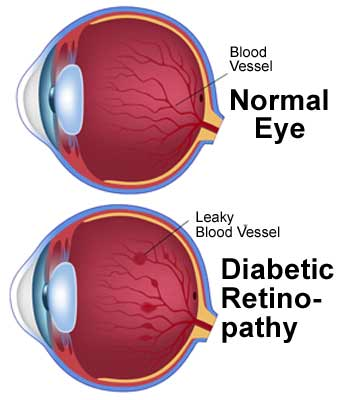 Blood
Vessel
Normal
Eye
Leaky
Blood Vessel
Diabetic
Retino-
pathy